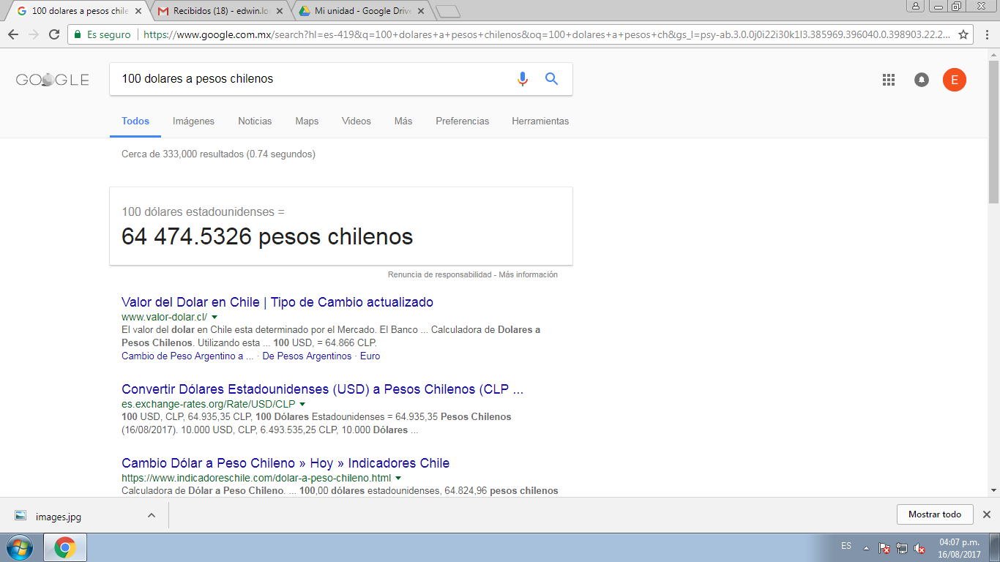 100 dolares a pesos chile
Recibidos (18) - edwin.lo
Mi unidad - Google Drive
Es seguro
https://www.google.com.mx/search?hl=es-419&q=100+dolares+a+pesos+chilenos&oq=100+dolares+a+pesos+ch&gs_l=psy-ab.3.0.0j0i22i30k1l3.385969.396040.0.398903.22.2...
GOOGLE
100 dolares a pesos chilenos
E
Todos
Imágenes
Noticias
Maps
Videos
Más
Preferencias
Herramientas
Cerca de 333,000 resultados (0.74 segundos)
100 dólares estadounidenses =
64 474.5326 pesos chilenos
Renuncia de responsabilidad - Más información
Valor del Dolar en Chile | Tipo de Cambio actualizado
www.valor-dolar.cl/
El valor del dolar en Chile esta determinado por el Mercado. El Banco ... Calculadora de Dolares a
Pesos Chilenos. Utilizando esta ... 100 USD, = 64.866 CLP.
Cambio de Peso Argentino a ... · De Pesos Argentinos · Euro
Convertir Dólares Estadounidenses (USD) a Pesos Chilenos (CLP ...
es.exchange-rates.org/Rate/USD/CLP
100 USD, CLP, 64.935,35 CLP, 100 Dólares Estadounidenses = 64.935,35 Pesos Chilenos
(16/08/2017). 10.000 USD, CLP, 6.493.535,25 CLP, 10.000 Dólares ...
Cambio Dólar a Peso Chileno » Hoy » Indicadores Chile
https://www.indicadoreschile.com/dolar-a-peso-chileno.html
Calculadora de Dólar a Peso Chileno. ... 100,00 dólares estadounidenses, 64.824,96 pesos chilenos
images.jpg
Mostrar todo
ES
04:07 p.m.
16/08/2017